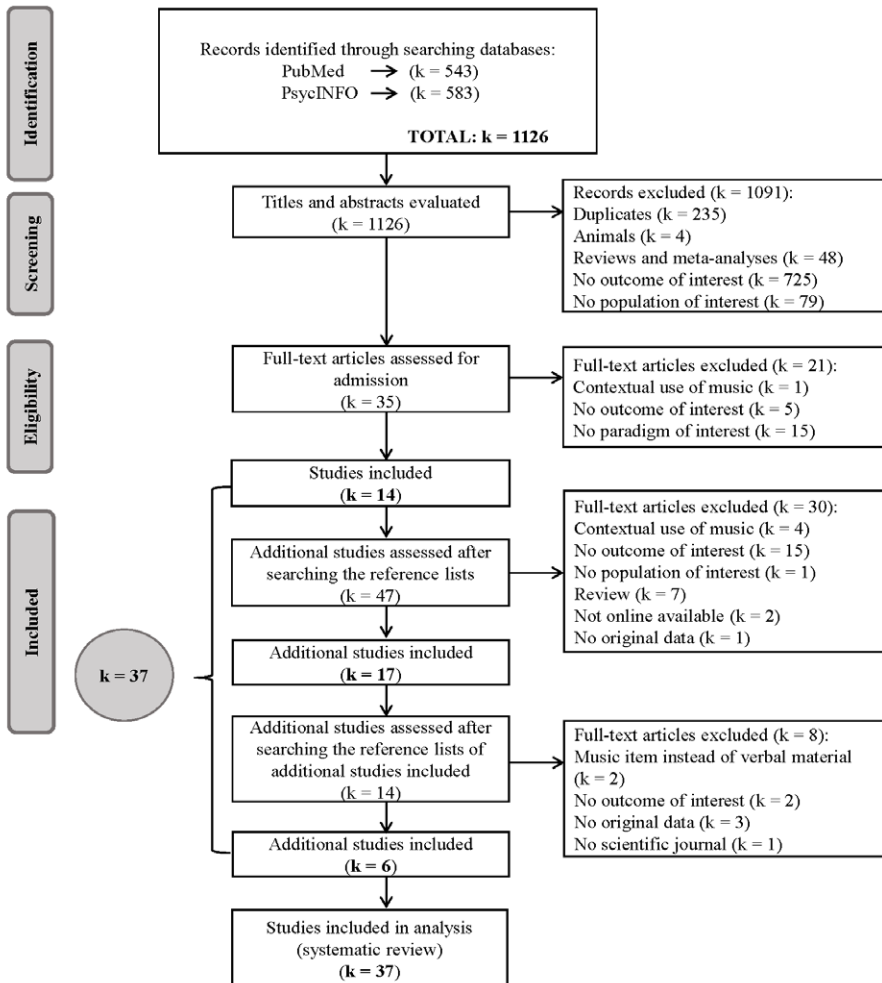 Identification
Records identified through searching databases:
PubMed → (k = 543)
PsycINFO → (k = 583)
TOTAL: k = 1126
Screening
Titles and abstracts evaluated
(k = 1126)
Records excluded (k = 1091):
Duplicates (k = 235)
Animals (k = 4)
Reviews and meta-analyses (k = 48)
No outcome of interest (k = 725)
No population of interest (k = 79)
Eligibility
Full-text articles assessed for
admission
(k = 35)
Full-text articles excluded (k = 21):
Contextual use of music (k = 1)
No outcome of interest (k = 5)
No paradigm of interest (k = 15)
Included
Studies included
(k = 14)
Additional studies assessed after
searching the reference lists
(k = 47)
Full-text articles excluded (k = 30):
Contextual use of music (k = 4)
No outcome of interest (k = 15)
No population of interest (k = 1)
Review (k = 7)
Not online available (k = 2)
No original data (k = 1)
k = 37
Additional studies included
(k = 17)
Additional studies assessed after
searching the reference lists of
additional studies included
(k = 14)
Full-text articles excluded (k = 8):
Music item instead of verbal material
(k = 2)
No outcome of interest (k = 2)
No original data (k = 3)
No scientific journal (k = 1)
Additional studies included
(k = 6)
Studies included in analysis
(systematic review)
(k = 37)